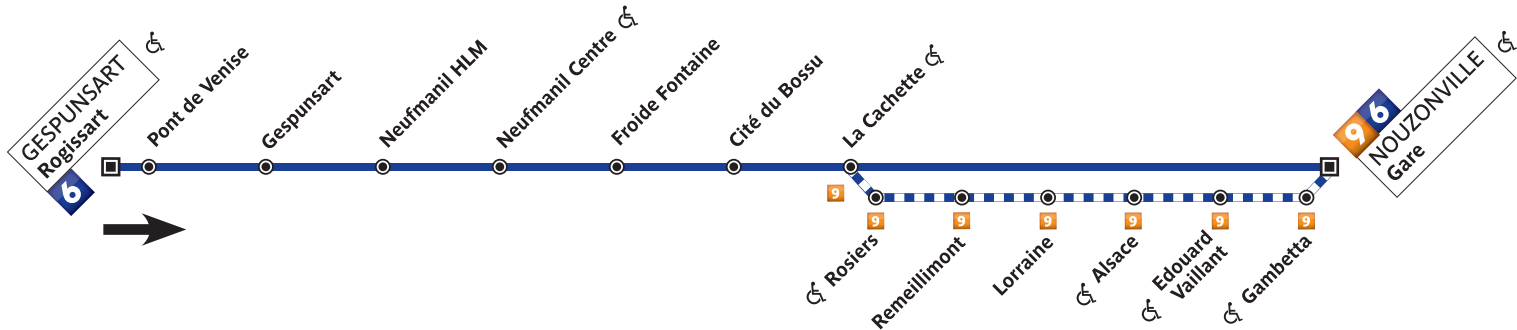 GESPUNSART
Rogissart
6
Pont de Venise
Gespunsart
Neufmanil HLM
Neufmanil Centre
Froide Fontaine
Cité du Bossu
La Cachette
9
6
NOUZONVILLE
Gare
9
9
Rosiers
9
Remeillimont
9
Lorraine
9
Alsace
9
Edouard
Vaillant
9
Gambetta